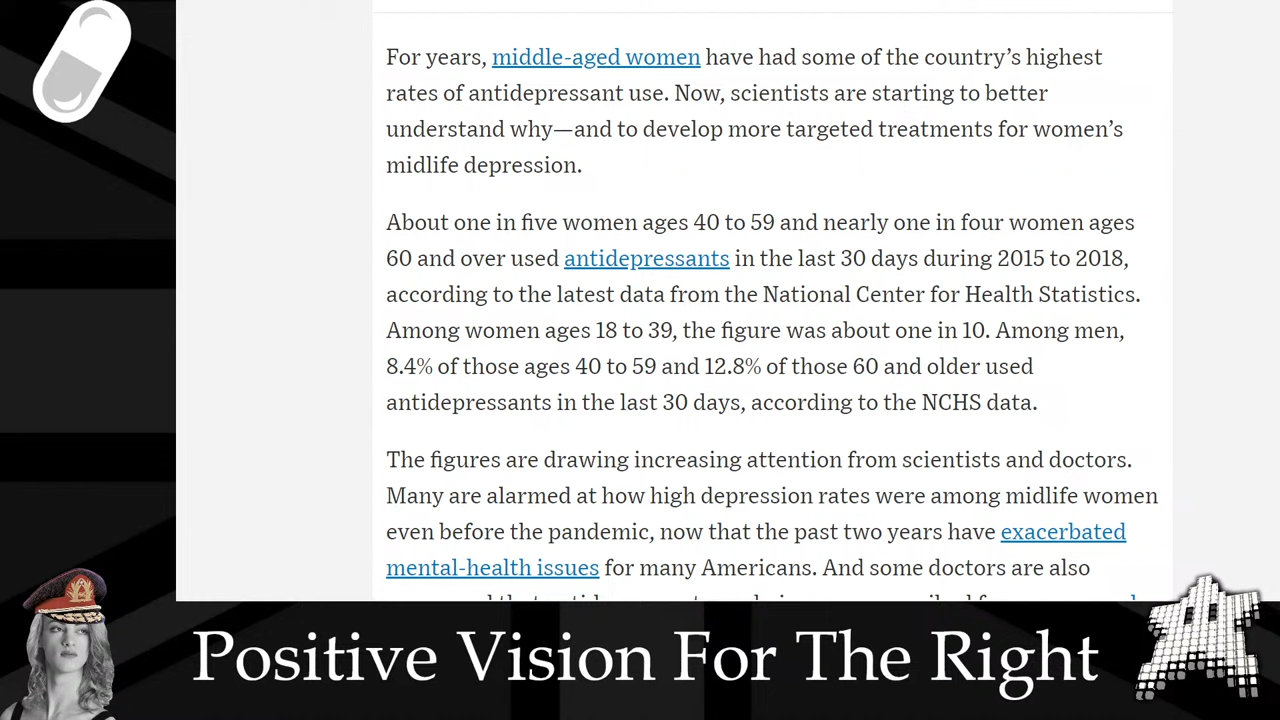 For years, middle-aged women have had some of the country’s highest
rates of antidepressant use. Now, scientists are starting to better
understand why—and to develop more targeted treatments for women’s
midlife depression.
About one in five women ages 40 to 59 and nearly one in four women ages
60 and over used antidepressants in the last 30 days during 2015 to 2018,
according to the latest data from the National Center for Health Statistics.
Among women ages 18 to 39, the figure was about one in 10. Among men,
8.4% of those ages 40 to 59 and 12.8% of those 60 and older used
antidepressants in the last 30 days, according to the NCHS data.
The figures are drawing increasing attention from scientists and doctors.
Many are alarmed at how high depression rates were among midlife women
even before the pandemic, now that the past two years have exacerbated
mental-health issues for many Americans. And some doctors are also
Positive Vision For The Right